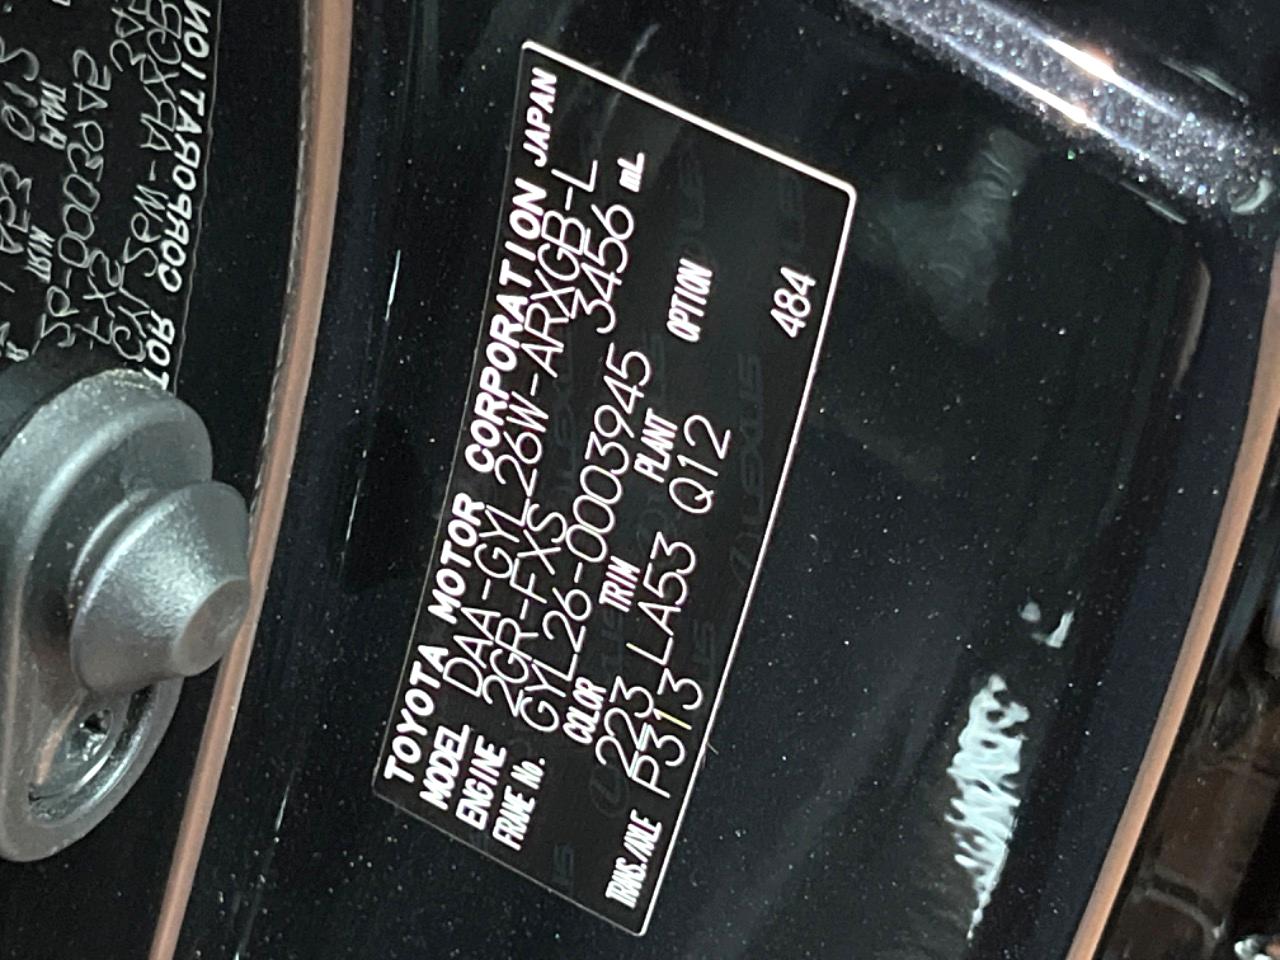 TOYOTA MOTOR CORPORATION JAPAN
MODEL DAA-GYL26W-ARXGB-L
ENGINE 2GR-FXS 3456 mL
FRAME No. GYL26-0003945
COLOR TRIM PLANT OPTION
223 LA53 Q12
TRANS./AXLE P313 484